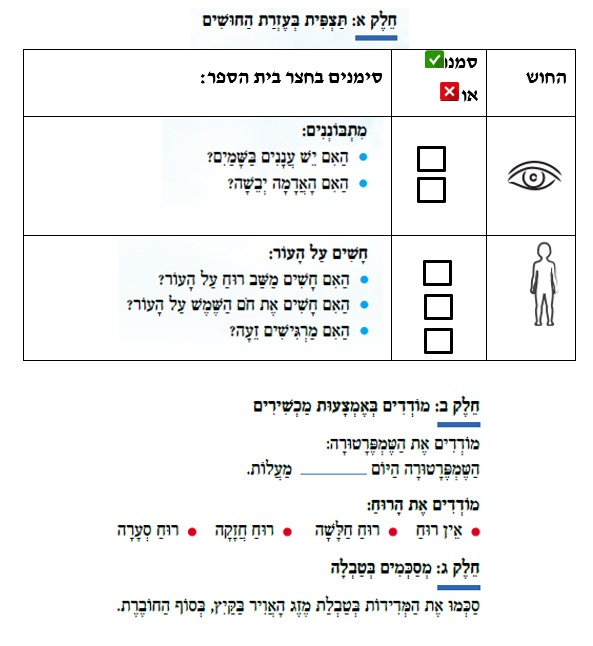 חֵלֶק א: תַּצְפִּית בְּעֶזְרַת הַחוּשִׁים
החוש
סמנו ✅
או ❌
סימנים בחצר בית הספר:
מִתְבּוֹנְנִים:
• הַאִם יֵשׁ עֲנָנִים בַּשָּׁמַיִם?
• הַאִם הָאֲדָמָה יְבֵשָׁה?
חָשִׁים עַל הָעוֹר:
• הַאִם חָשִׁים מַשַּׁב רוּחַ עַל הָעוֹר?
• הַאִם חָשִׁים אֶת חֹם הַשֶּׁמֶשׁ עַל הָעוֹר?
• הַאִם מַרְגִּישִׁים זֵעָה?
חֵלֶק ב: מוֹדְדִים בְּאֶמְצָעוּת מַכְשִׁירִים
מוֹדְדִים אֶת הַטֶּמְפֶּרָטוּרָה:
הַטֶּמְפֶּרָטוּרָה הַיּוֹם ________ מַעֲלוֹת.
מוֹדְדִים אֶת הָרוּחַ:
• אֵין רוּחַ • רוּחַ חַלָּשָׁה • רוּחַ חֲזָקָה • רוּחַ סְעָרָה
חֵלֶק ג: מְסַכְּמִים בְּטַבְלָה
סַכְּמוּ אֶת הַמְּדִידוֹת בְּטַבְלַת מֶזֶג הָאֲוִיר בַּקַּיִץ, בְּסוֹף הַחוֹבֶרֶת.